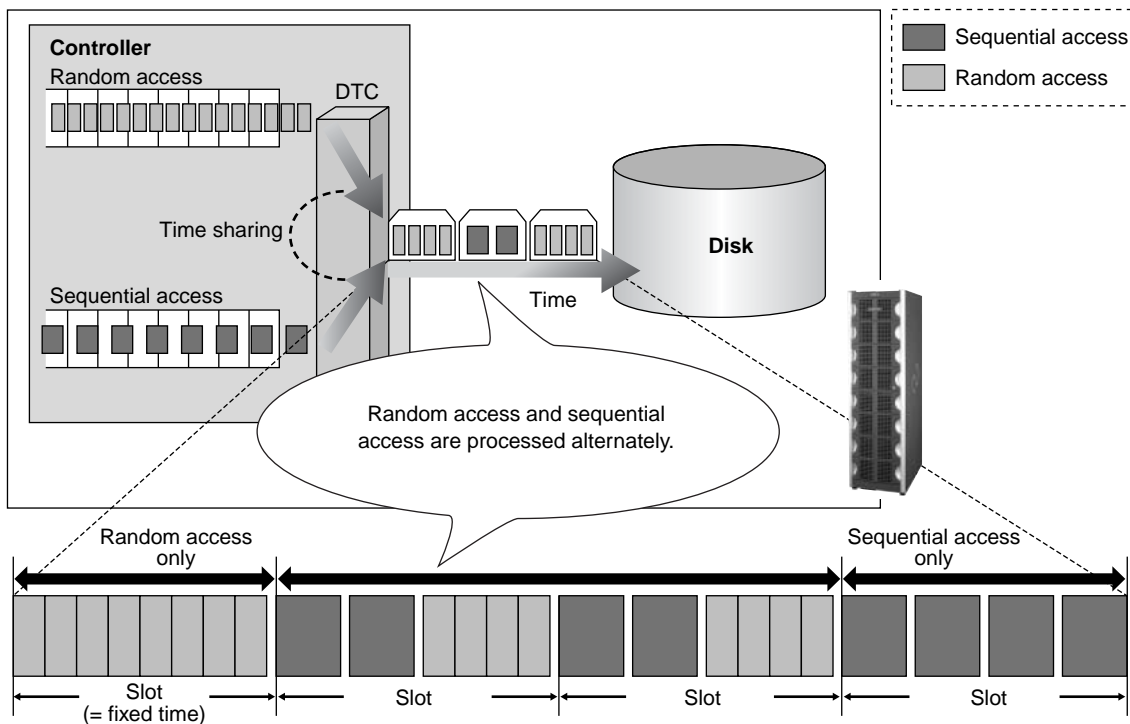 Controller
Random access
DTC
Time sharing
Sequential access
Time
Disk
Sequential access
Random access
Random access and sequential
access are processed alternately.
Random access
only
Sequential access
only
Slot
(= fixed time)
Slot
Slot
Slot